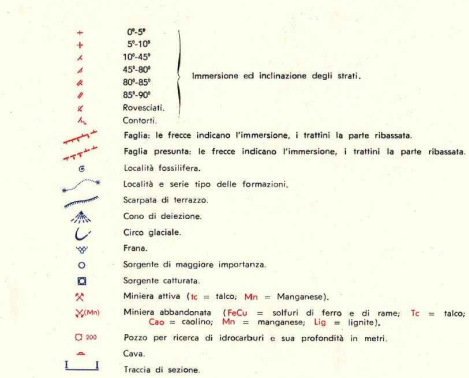 0°-5°
5°-10°
10°-45°
45°-80°
80°-85°
85°-90°
Immersione ed inclinazione degli strati.
Rovesciati.
Contorti.
Faglia: le frecce indicano l'immersione, i trattini la parte ribassata.
Faglia presunta: le frecce indicano l'immersione, i trattini la parte ribassata.
Località fossilifera.
Località e serie tipo delle formazioni.
Scarpata di terrazzo.
Cono di deiezione.
Circo glaciale.
Frana.
Sorgente di maggiore importanza.
Sorgente catturata.
Miniera attiva (tc = talco; Mn = Manganese).
(Mn) Miniera abbandonata (FeCu = solfuri di ferro e di rame; Tc = talco;
Cao = caolino; Mn = manganese; Lig = lignite).
200 Pozzo per ricerca di idrocarburi e sua profondità in metri.
Cava.
Traccia di sezione.